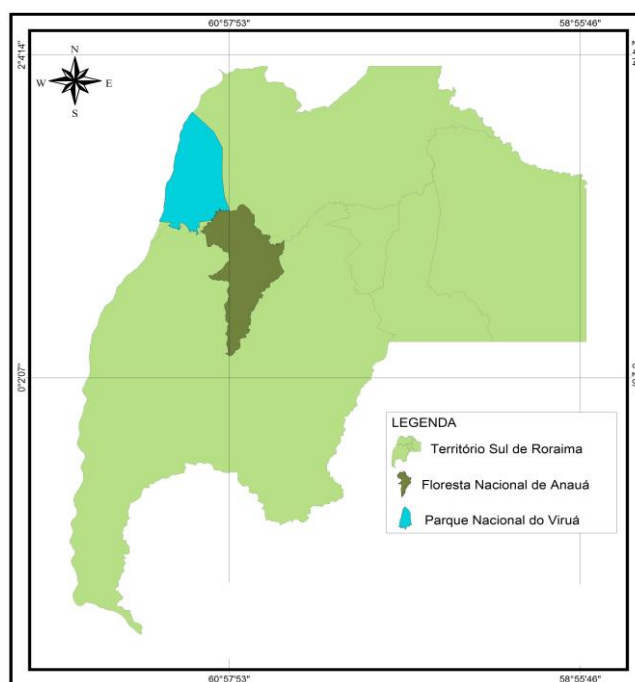 60°57'53"
58°55'46"
2°4'14"
N
W
E
S
0°2'07"
LEGENDA
Território Sul de Roraima
Floresta Nacional de Anauá
Parque Nacional do Viruá
60°57'53"
58°55'46"